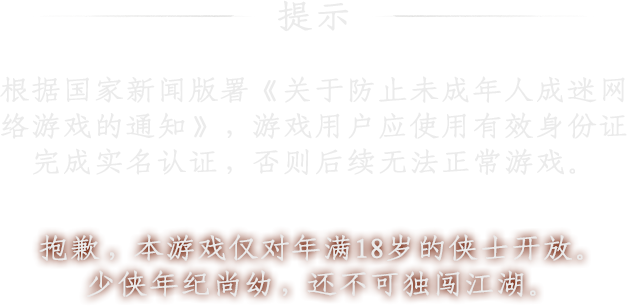 提示
根据国家新闻版署《关于防止未成年人成迷网
络游戏的通知》，游戏用户应使用有效身份证
完成实名认证，否则后续无法正常游戏。
抱歉，本游戏仅对年满18岁的侠士开放。
少侠年纪尚幼，还不可独闯江湖。